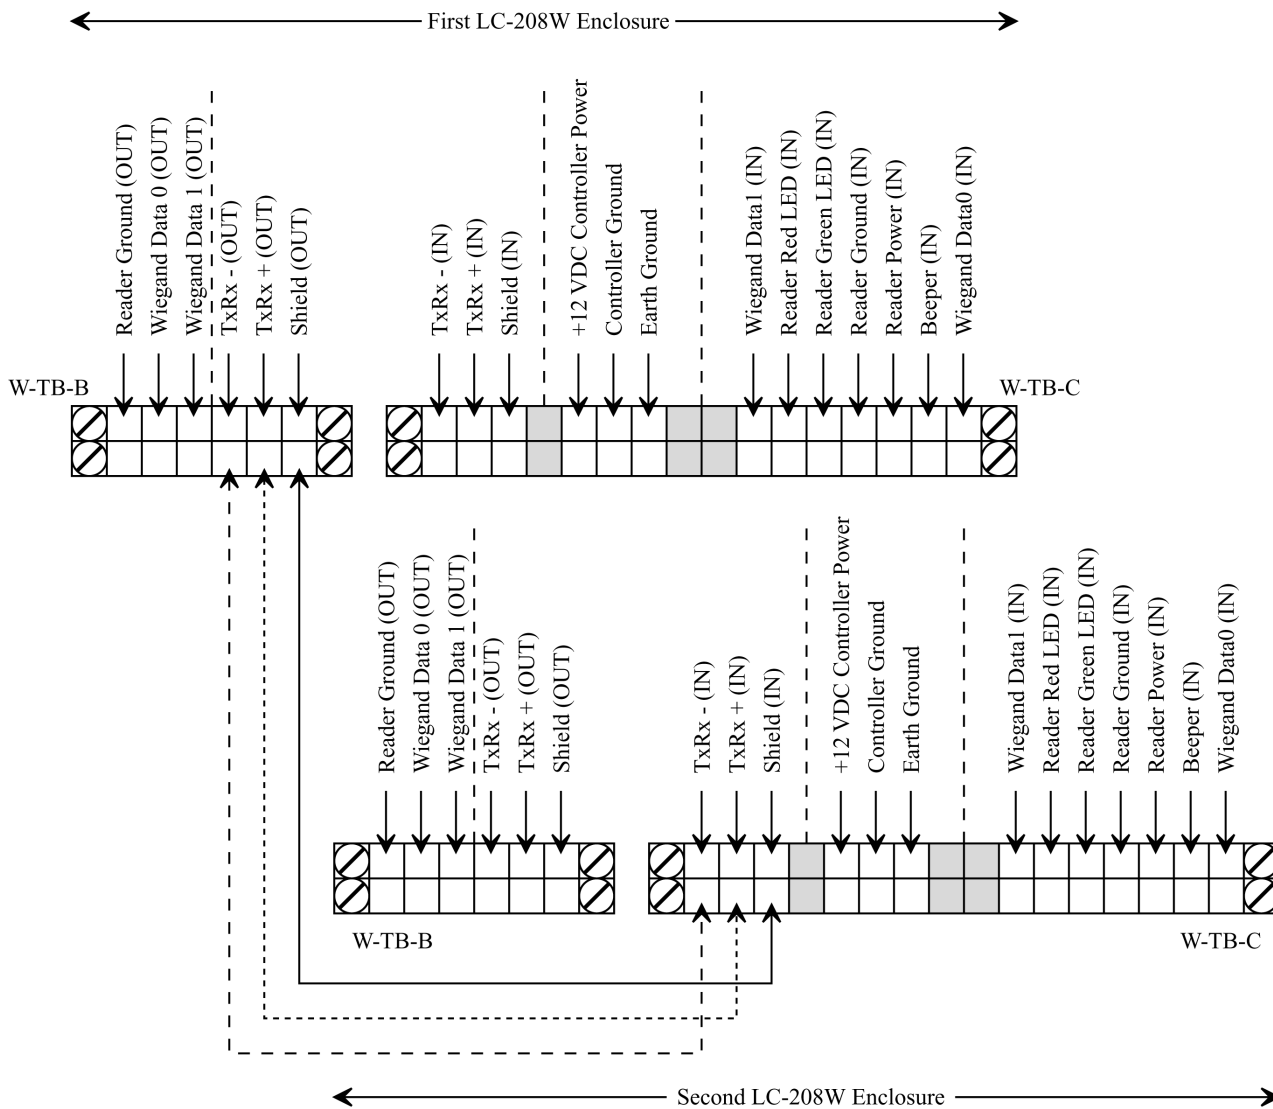 First LC-208W Enclosure
Reader Ground (OUT)
Wiegand Data 0 (OUT)
Wiegand Data 1 (OUT)
TxRx - (OUT)
TxRx + (OUT)
Shield (OUT)
TxRx - (IN)
TxRx + (IN)
Shield (IN)
+12 VDC Controller Power
Controller Ground
Earth Ground
Wiegand Data1 (IN)
Reader Red LED (IN)
Reader Green LED (IN)
Reader Ground (IN)
Reader Power (IN)
Beeper (IN)
Wiegand Data0 (IN)
W-TB-B
W-TB-C
Reader Ground (OUT)
Wiegand Data 0 (OUT)
Wiegand Data 1 (OUT)
TxRx - (OUT)
TxRx + (OUT)
Shield (OUT)
TxRx - (IN)
TxRx + (IN)
Shield (IN)
+12 VDC Controller Power
Controller Ground
Earth Ground
Wiegand Data1 (IN)
Reader Red LED (IN)
Reader Green LED (IN)
Reader Ground (IN)
Reader Power (IN)
Beeper (IN)
Wiegand Data0 (IN)
W-TB-B
W-TB-C
Second LC-208W Enclosure